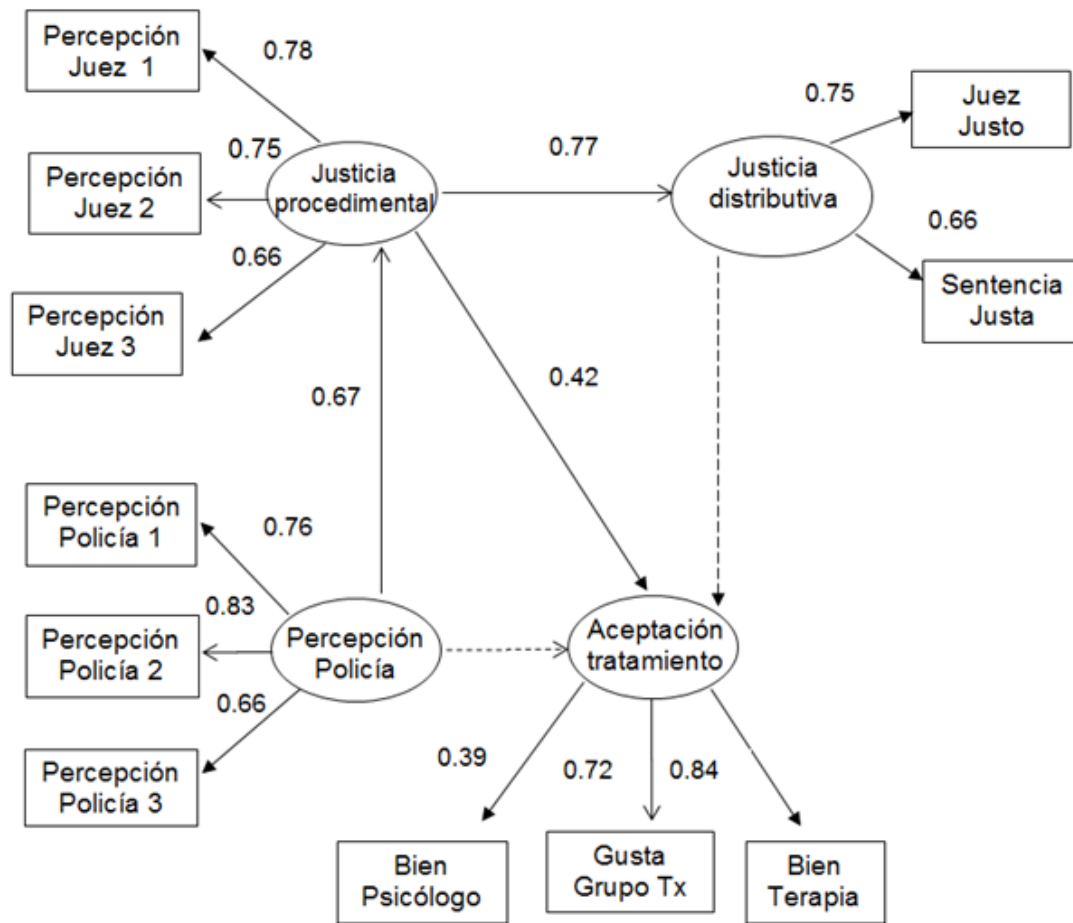 Percepción
Juez 1
0.78
Percepción
Juez 2
0.75
Percepción
Juez 3
0.66
Justicia
procedimental
0.77
Justicia
distributiva
0.75
Juez
Justo
0.66
Sentencia
Justa
0.67
0.42
Percepción
Policía 1
0.76
Percepción
Policía 2
0.83
Percepción
Policía 3
0.66
Percepción
Policía
Aceptación
tratamiento
0.39
0.72
0.84
Bien
Psicólogo
Gusta
Grupo Tx
Bien
Terapia